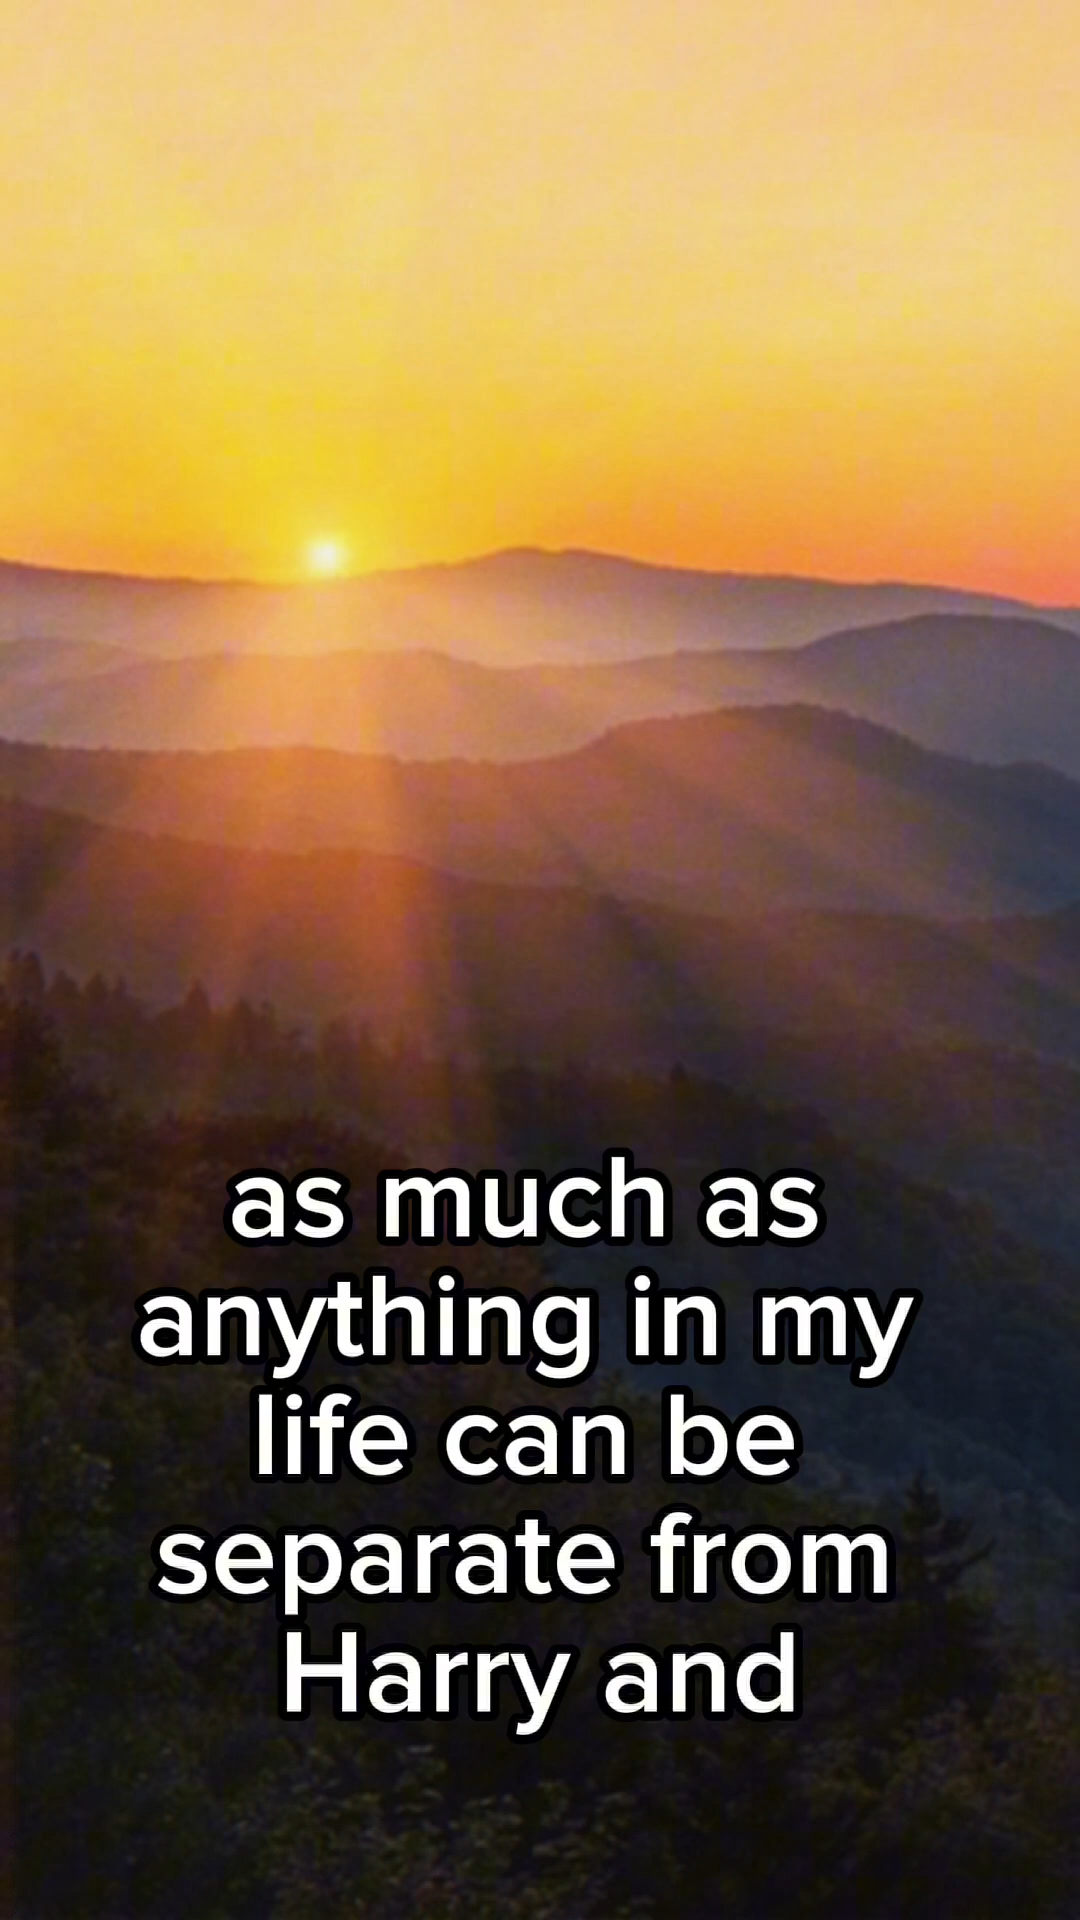 as much as
anything in my
life can be
separate from
Harry and